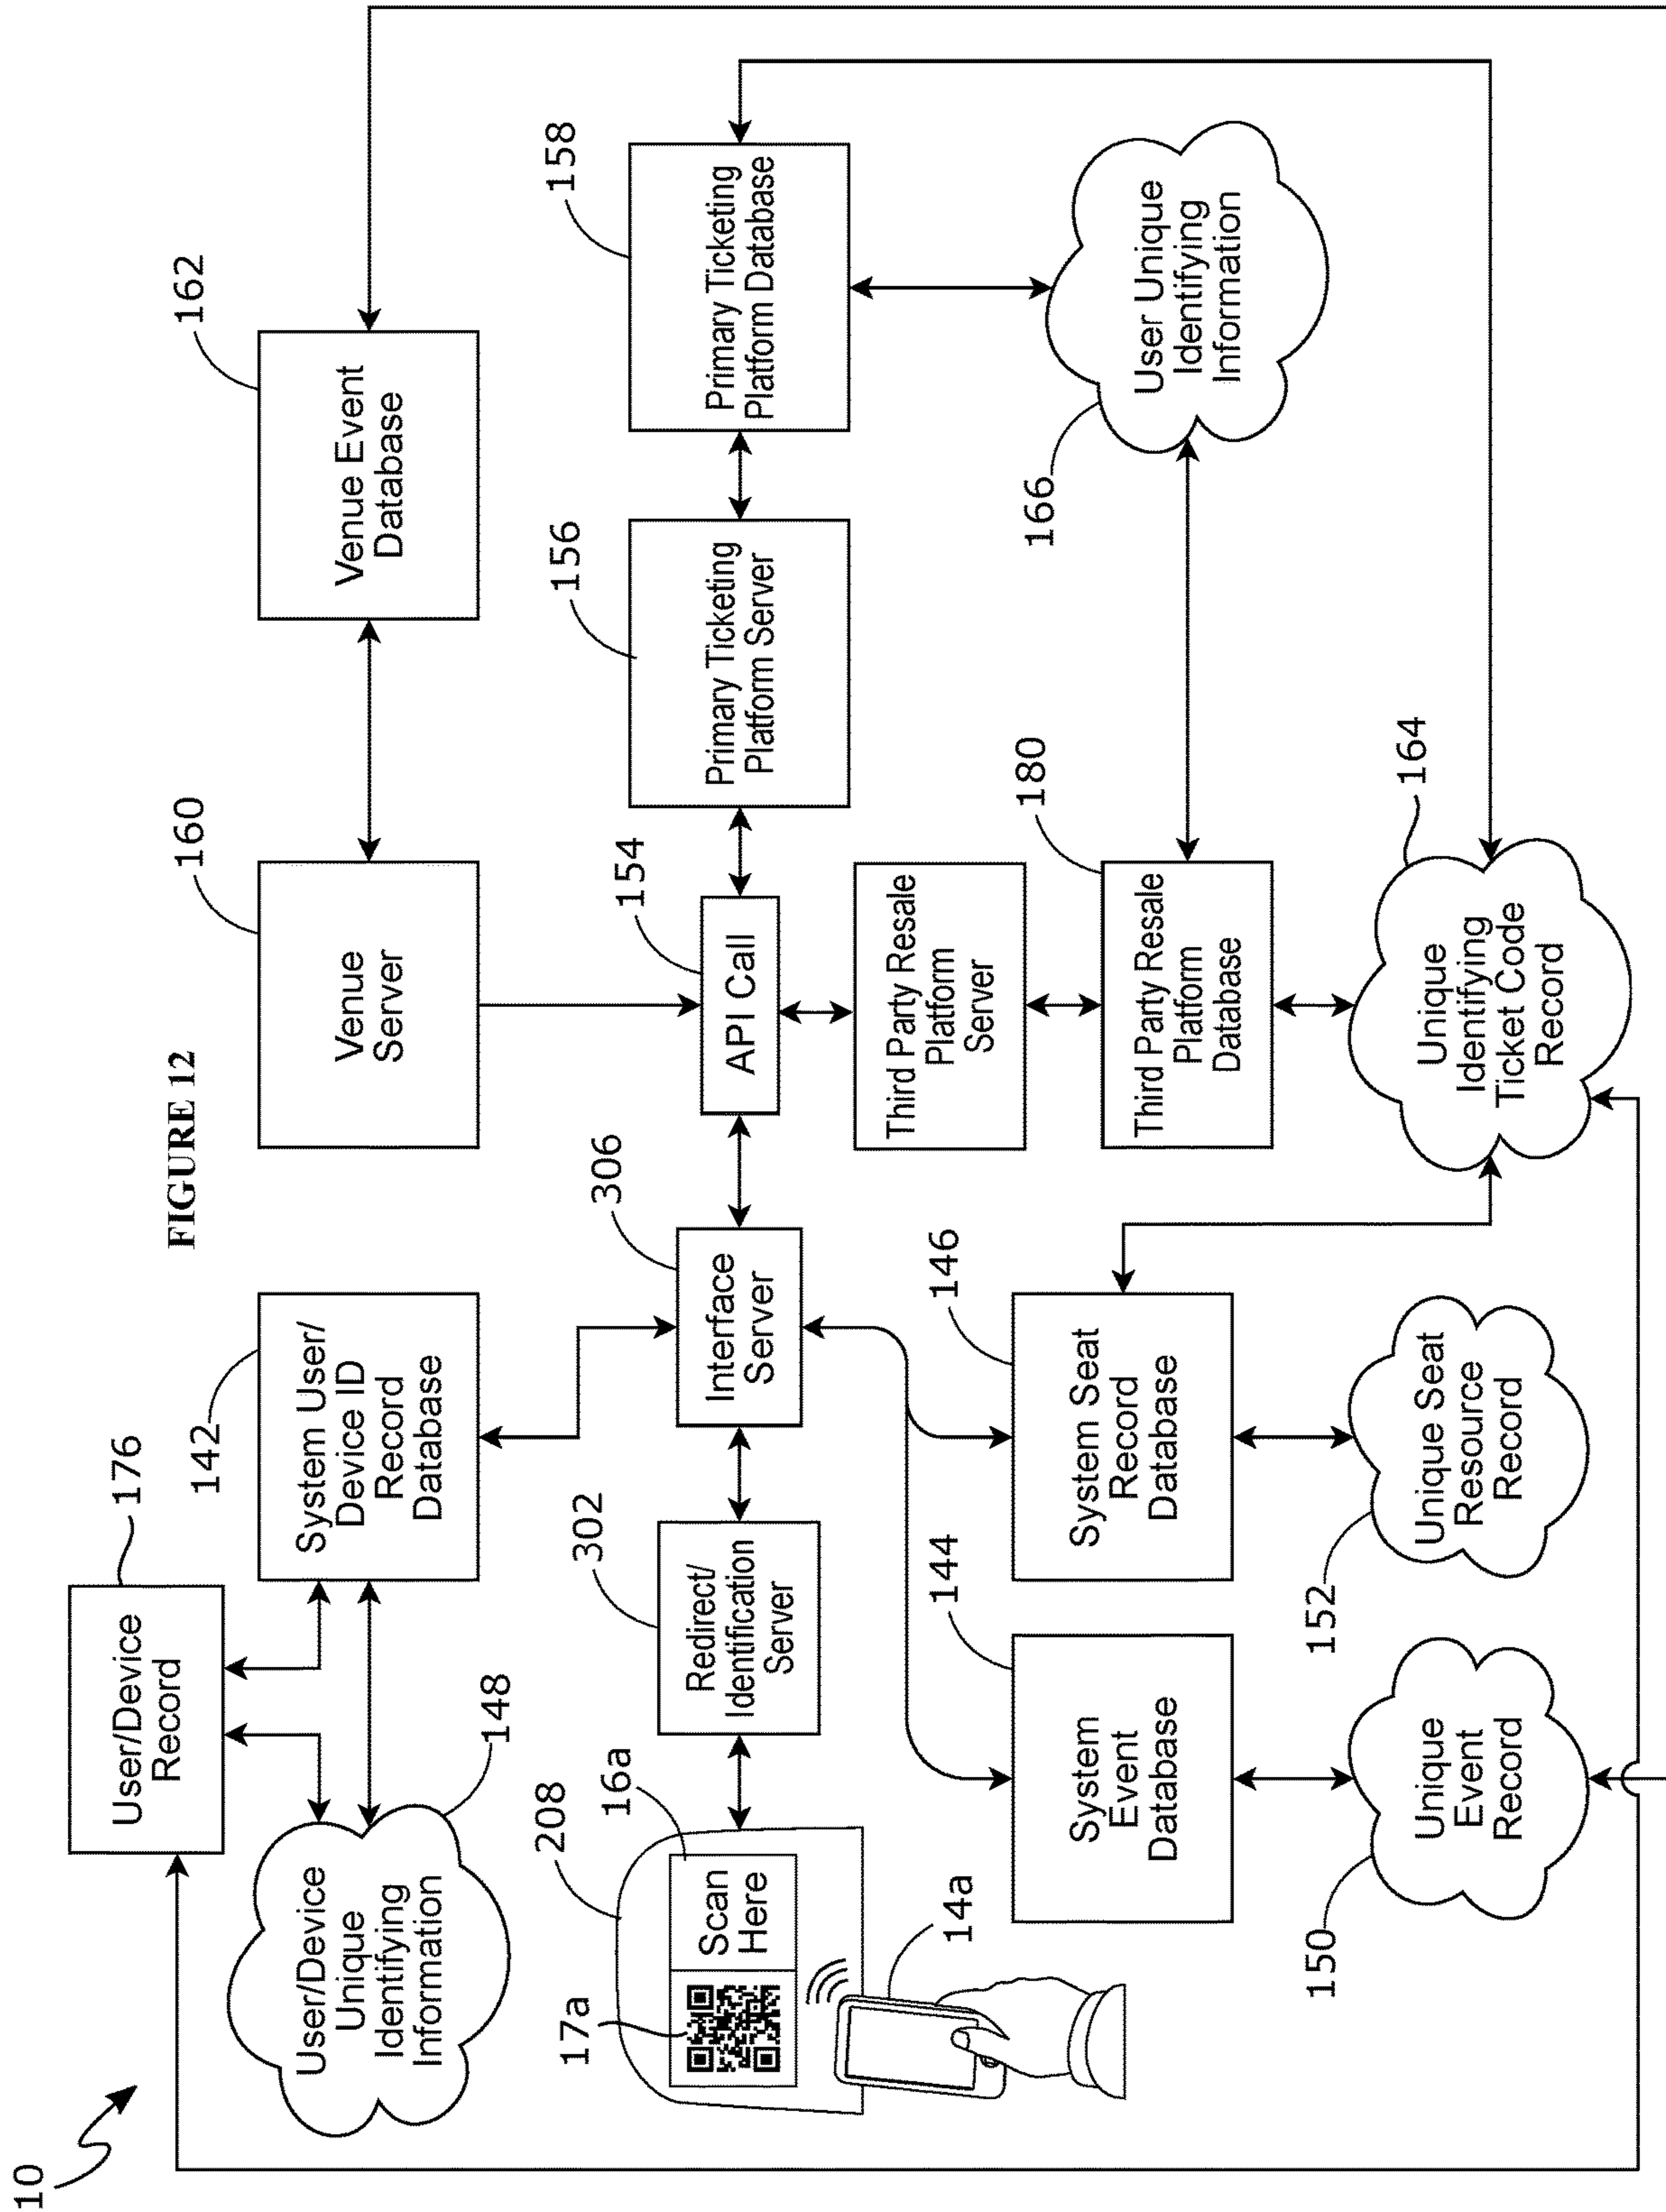 FIGURE 12
10
176
User/Device
Record
142
System User/
Device ID
Record
Database
160
Venue
Server
162
Venue Event
Database
148
User/Device
Unique
Identifying
Information
208
16a
17a
Scan
Here
14a
302
Redirect/
Identification
Server
306
Interface
Server
154
API Call
156
Primary Ticketing
Platform Server
158
Primary Ticketing
Platform Database
Third Party Resale
Platform
Server
144
System
Event
Database
146
System Seat
Record
Database
180
Third Party Resale
Platform
Database
166
User Unique
Identifying
Information
150
Unique
Event
Record
152
Unique Seat
Resource
Record
164
Unique
Identifying
Ticket Code
Record